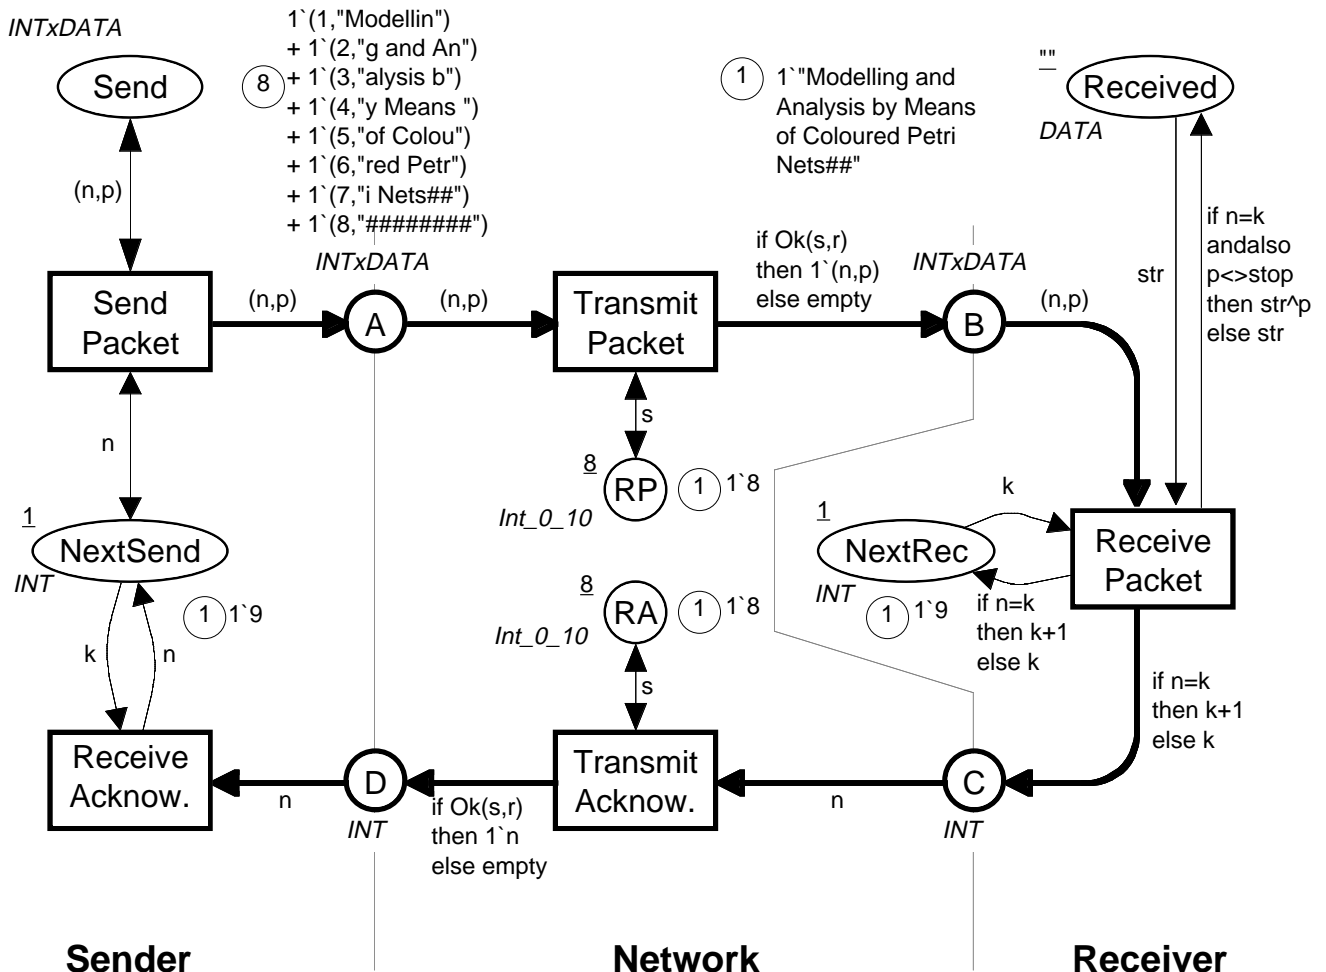 INTxDATA
Send
8
1`(1,"Modellin")
+ 1`(2,"g and An")
+ 1`(3,"alysis b")
+ 1`(4,"y Means ")
+ 1`(5,"of Colou")
+ 1`(6,"red Petr")
+ 1`(7,"i Nets##")
+ 1`(8,"########")
1
1`"Modelling and
Analysis by Means
of Coloured Petri
Nets##"
""
Received
DATA
(n,p)
Send
Packet
(n,p)
INTxDATA
A
(n,p)
Transmit
Packet
if Ok(s,r)
then 1`(n,p)
else empty
INTxDATA
B
(n,p)
str
if n=k
andalso
p<>stop
then str^p
else str
n
s
8
RP
1
1`8
Int_0_10
1
NextSend
INT
1
1`9
k
n
8
RA
1
1`8
Int_0_10
s
1
NextRec
INT
1
1`9
k
if n=k
then k+1
else k
Receive
Packet
if n=k
then k+1
else k
Receive
Acknow.
n
D
INT
if Ok(s,r)
then 1`n
else empty
Transmit
Acknow.
n
C
INT
Sender
Network
Receiver